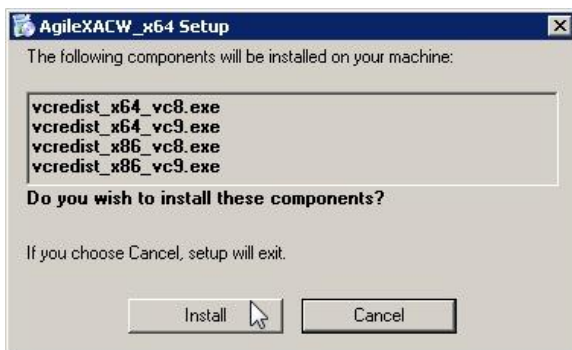 AgileXACW_x64 Setup
The following components will be installed on your machine:
vcredist_x64_vc8.exe
vcredist_x64_vc9.exe
vcredist_x86_vc8.exe
vcredist_x86_vc9.exe
Do you wish to install these components?
If you choose Cancel, setup will exit.
Install
Cancel